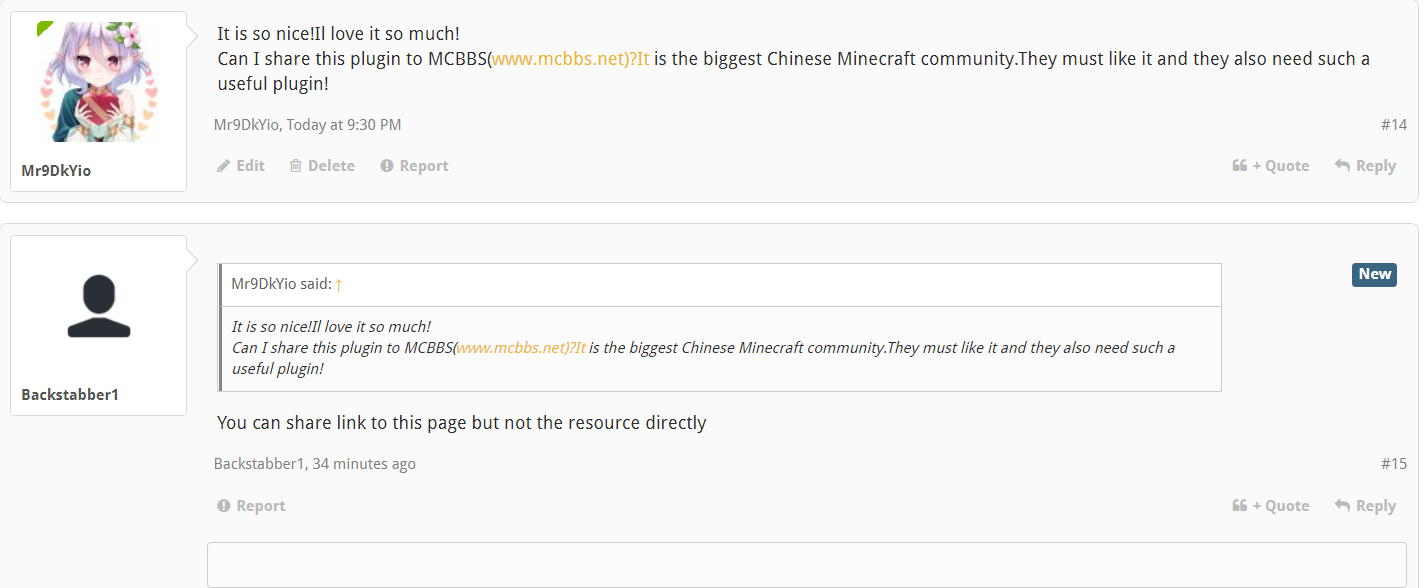 It is so nice!Il love it so much!
Can I share this plugin to MCBBS(www.mcbbs.net)?It is the biggest Chinese Minecraft community.They must like it and they also need such a
useful plugin!
Mr9DkYio, Today at 9:30 PM
#14
Mr9DkYio
Edit
Delete
Report
+ Quote
Reply
Mr9DkYio said: ↑
New
It is so nice!Il love it so much!
Can I share this plugin to MCBBS(www.mcbbs.net)?It is the biggest Chinese Minecraft community.They must like it and they also need such a
useful plugin!
Backstabber1
You can share link to this page but not the resource directly
Backstabber1, 34 minutes ago
#15
Report
+ Quote
Reply